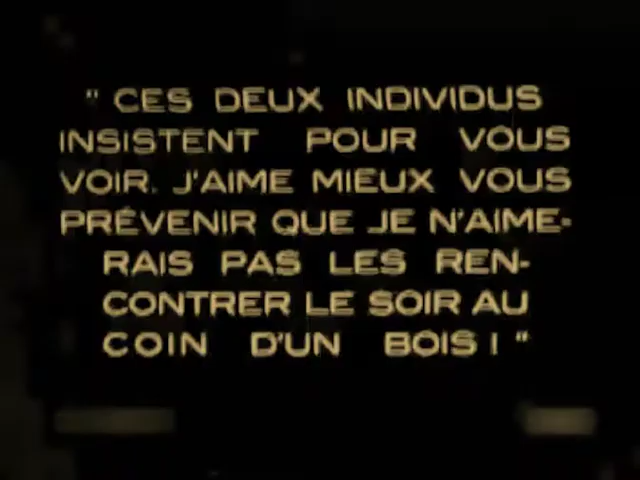 " CES DEUX INDIVIDUS
INSISTENT POUR VOUS
VOIR. J'AIME MIEUX VOUS
PRÉVENIR QUE JE N'AIME-
RAIS PAS LES REN-
CONTRER LE SOIR AU
COIN D'UN BOIS ! "